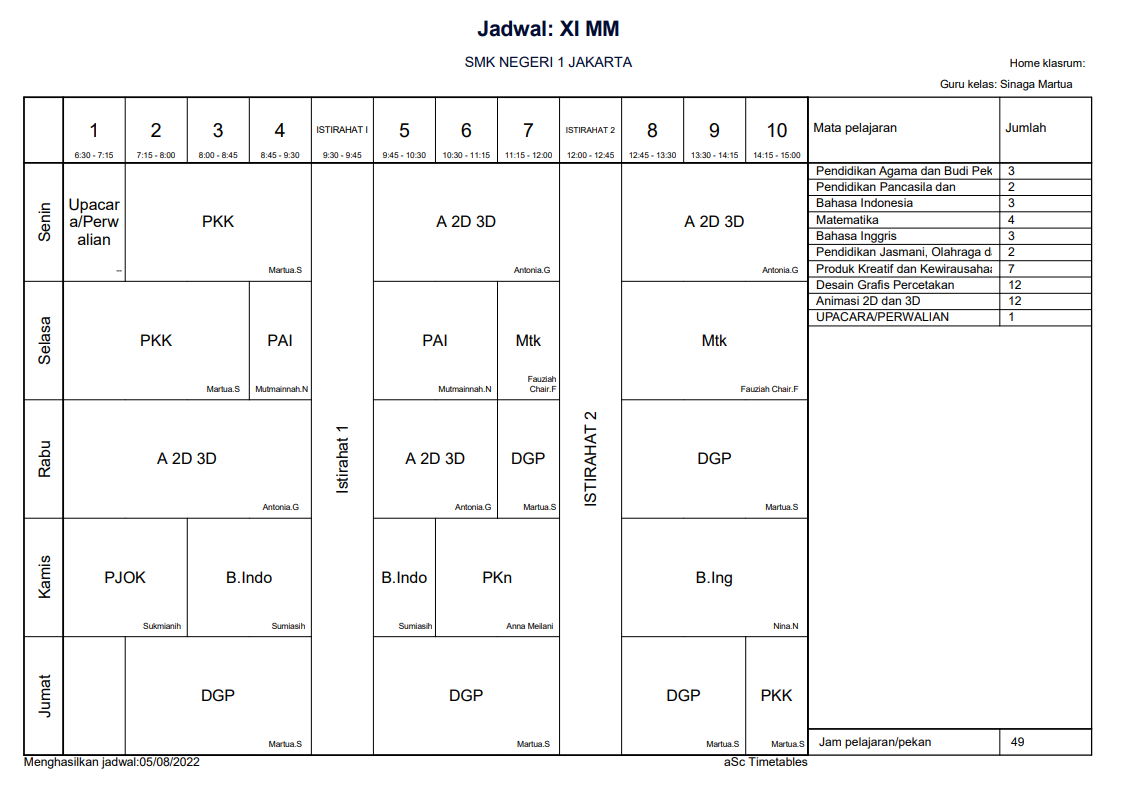 Jadwal: XI MM
SMK NEGERI 1 JAKARTA
Home klasrum:
Guru kelas: Sinaga Martua
1 2 3 4 ISTIRAHAT I 5 6 7 ISTIRAHAT 2 8 9 10 Mata pelajaran Jumlah
6:30 - 7:15 7:15 - 8:00 8:00 - 8:45 8:45 - 9:30 9:30 - 9:45 9:45 - 10:30 10:30 - 11:15 11:15 - 12:00 12:00 - 12:45 12:45 - 13:30 13:30 - 14:15 14:15 - 15:00
Senin
Upacar
a/Perw
alian
--
PKK
Martua.S
A 2D 3D
Antonia.G
A 2D 3D
Antonia.G
Selasa
PKK
Martua.S
PAI
Mutmainnah.N
PAI
Mutmainnah.N
Mtk
Fauziah
Chair.F
Mtk
Fauziah Chair.F
Rabu
A 2D 3D
Antonia.G
Istirahat 1
A 2D 3D
Antonia.G
DGP
Martua.S
ISTIRAHAT 2
DGP
Martua.S
Kamis
PJOK
Sukmianih
B.Indo
Sumiasih
B.Indo
Sumiasih
PKn
Anna Meilani
B.Ing
Nina.N
Jumat
DGP
Martua.S
DGP
Martua.S
DGP
Martua.S
PKK
Martua.S
Pendidikan Agama dan Budi Pek 3
Pendidikan Pancasila dan 2
Bahasa Indonesia 3
Matematika 4
Bahasa Inggris 3
Pendidikan Jasmani, Olahraga d 2
Produk Kreatif dan Kewirausahaa 7
Desain Grafis Percetakan 12
Animasi 2D dan 3D 12
UPACARA/PERWALIAN 1
Jam pelajaran/pekan 49
Menghasilkan jadwal:05/08/2022
aSc Timetables